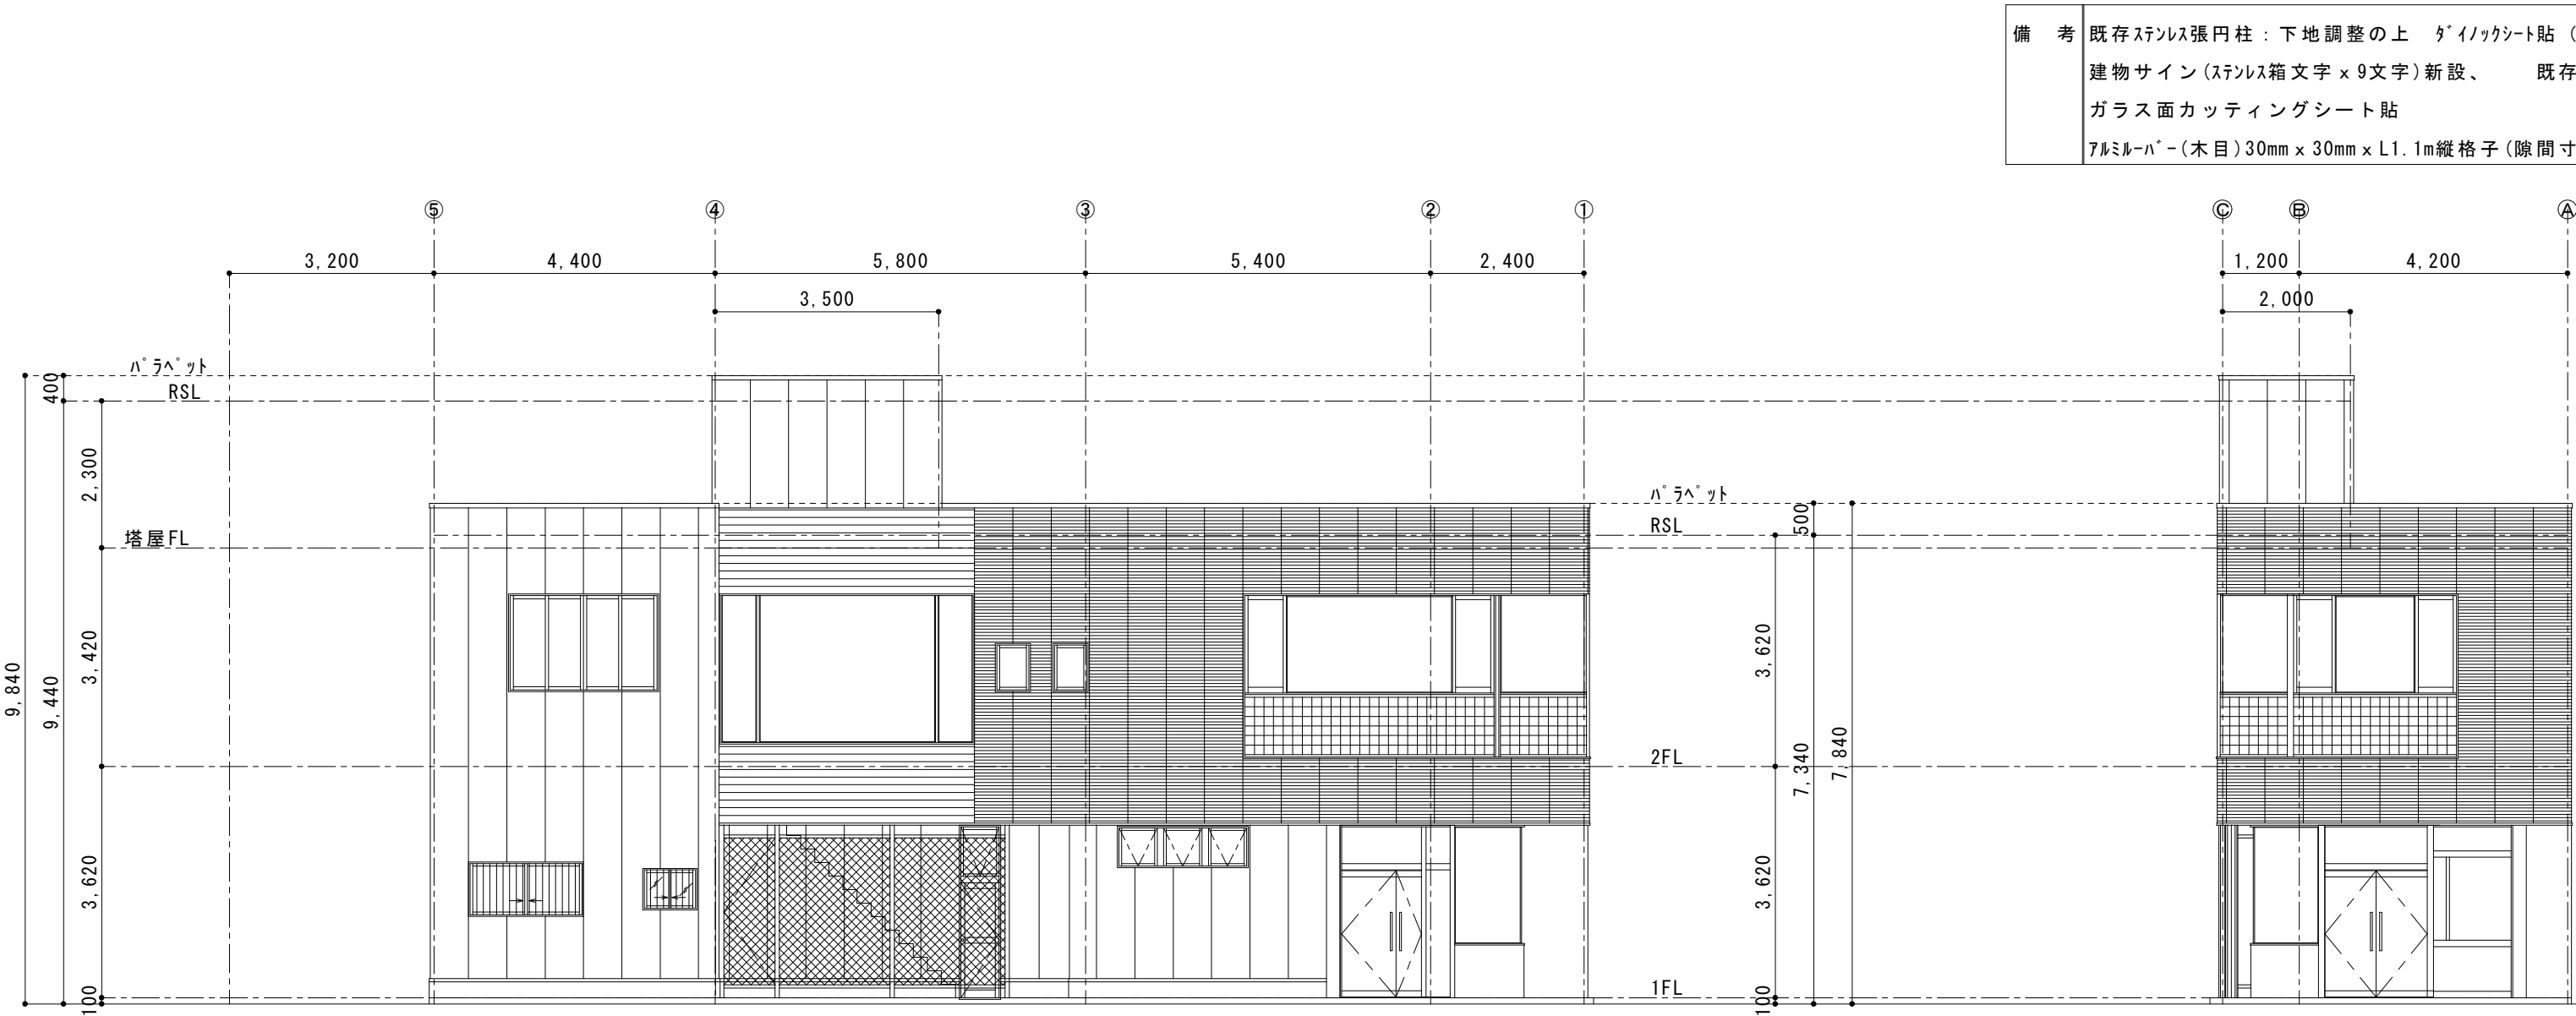 備　考
既存ｽﾃﾝﾚｽ張円柱：下地調整の上　ﾀﾞｲﾉｯｸｼｰﾄ貼（
建物サイン(ｽﾃﾝﾚｽ箱文字ｘ9文字)新設、　既存
ガラス面カッティングシート貼
ｱﾙﾐﾙｰﾊﾞｰ(木目)30mmｘ30mmｘL1.1m縦格子(隙間寸
⑤ ④ ③ ② ① Ⓒ Ⓑ Ⓐ
3,200 4,400 5,800 5,400 2,400 1,200 4,200
3,500 2,000
ﾊﾟﾗﾍﾟｯﾄ
RSL
塔屋FL
400
2,300
3,420
3,620
100
9,440
9,840
ﾊﾟﾗﾍﾟｯﾄ
RSL
2FL
1FL
500
3,620
3,620
100
7,340
7,840